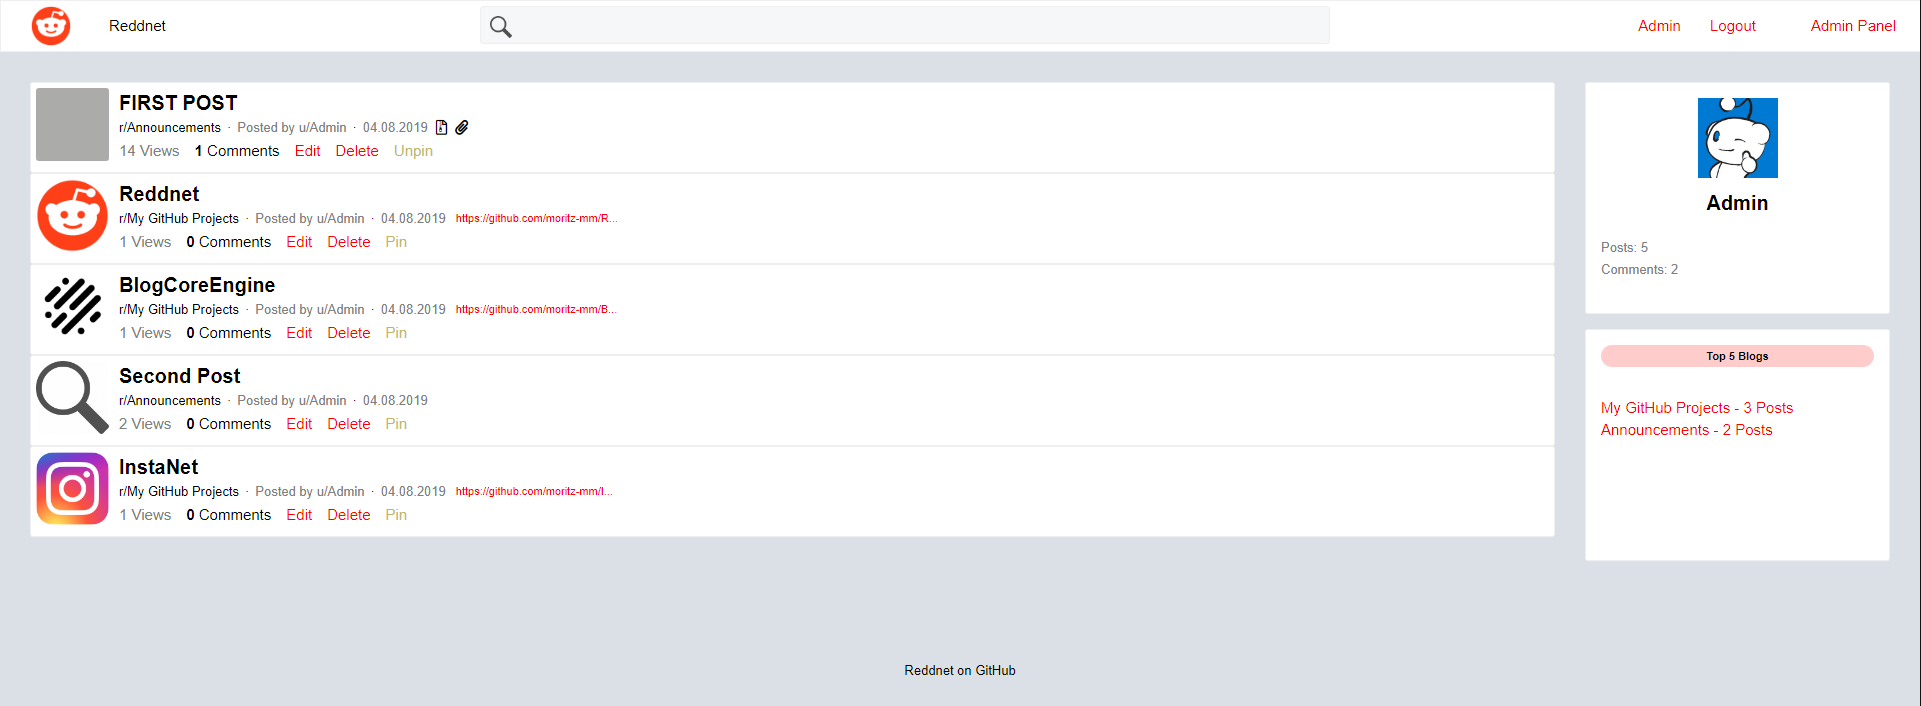 Reddnet
Admin Logout Admin Panel
FIRST POST
r/Announcements · Posted by u/Admin · 04.08.2019
14 Views 1 Comments Edit Delete Unpin
Reddnet
r/My GitHub Projects · Posted by u/Admin · 04.08.2019 https://github.com/moritz-mm/R...
1 Views 0 Comments Edit Delete Pin
BlogCoreEngine
r/My GitHub Projects · Posted by u/Admin · 04.08.2019 https://github.com/moritz-mm/B...
1 Views 0 Comments Edit Delete Pin
Second Post
r/Announcements · Posted by u/Admin · 04.08.2019
2 Views 0 Comments Edit Delete Pin
InstaNet
r/My GitHub Projects · Posted by u/Admin · 04.08.2019 https://github.com/moritz-mm/I...
1 Views 0 Comments Edit Delete Pin
Admin
Posts: 5
Comments: 2
Top 5 Blogs
My GitHub Projects - 3 Posts
Announcements - 2 Posts
Reddnet on GitHub